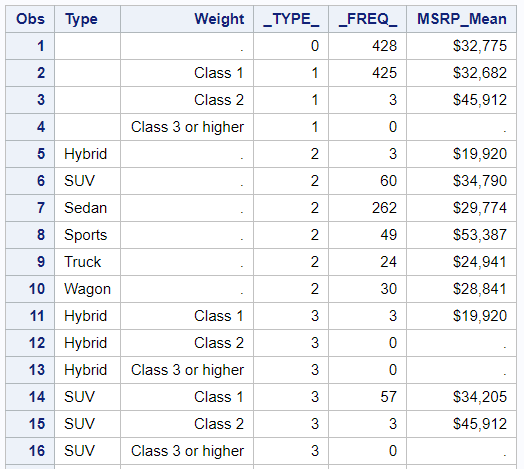 Obs Type Weight _TYPE_ _FREQ_ MSRP_Mean
1 . 0 428 $32,775
2 Class 1 1 425 $32,682
3 Class 2 1 3 $45,912
4 Class 3 or higher 1 0 .
5 Hybrid . 2 3 $19,920
6 SUV . 2 60 $34,790
7 Sedan . 2 262 $29,774
8 Sports . 2 49 $53,387
9 Truck . 2 24 $24,941
10 Wagon . 2 30 $28,841
11 Hybrid Class 1 3 3 $19,920
12 Hybrid Class 2 3 0 .
13 Hybrid Class 3 or higher 3 0 .
14 SUV Class 1 3 57 $34,205
15 SUV Class 2 3 3 $45,912
16 SUV Class 3 or higher 3 0 .